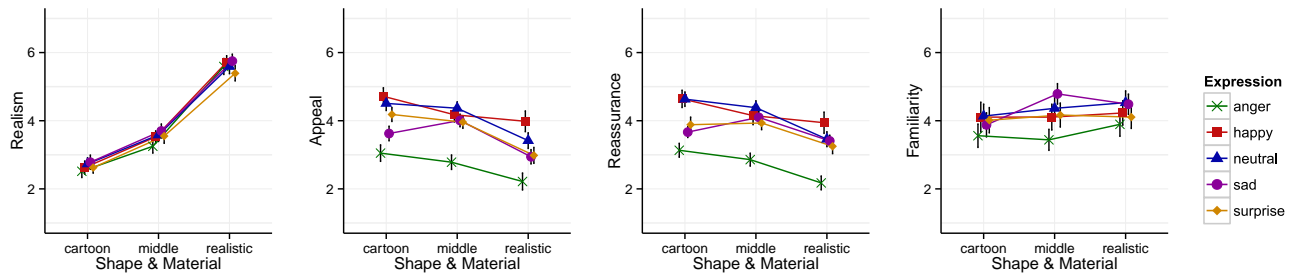 Realism
6
4
2
cartoon middle realistic
Shape & Material
Appeal
6
4
2
cartoon middle realistic
Shape & Material
Reassurance
6
4
2
cartoon middle realistic
Shape & Material
Familiarity
6
4
2
cartoon middle realistic
Shape & Material
Expression
anger
happy
neutral
sad
surprise